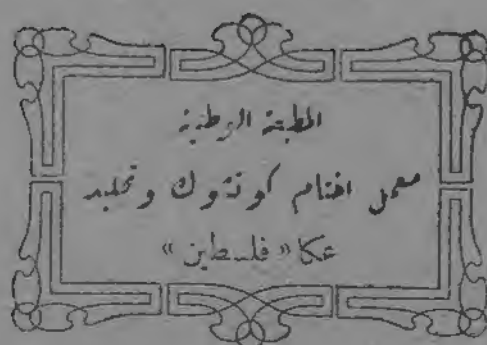 المطبعة الوطنية
معمل اختام كوتشوك وتجليد
عكا « فلسطين »